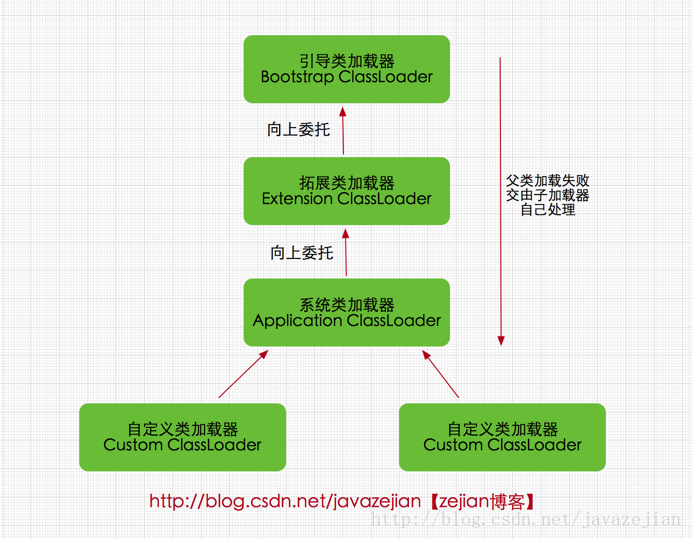 引导类加载器
Bootstrap ClassLoader
向上委托
拓展类加载器
Extension ClassLoader
父类加载失败
交由子加载器
自己处理
向上委托
系统类加载器
Application ClassLoader
自定义类加载器
Custom ClassLoader
自定义类加载器
Custom ClassLoader
http://blog.csdn.net/javazejian【zejian博客】
http://blog.csdn.net/javazejian